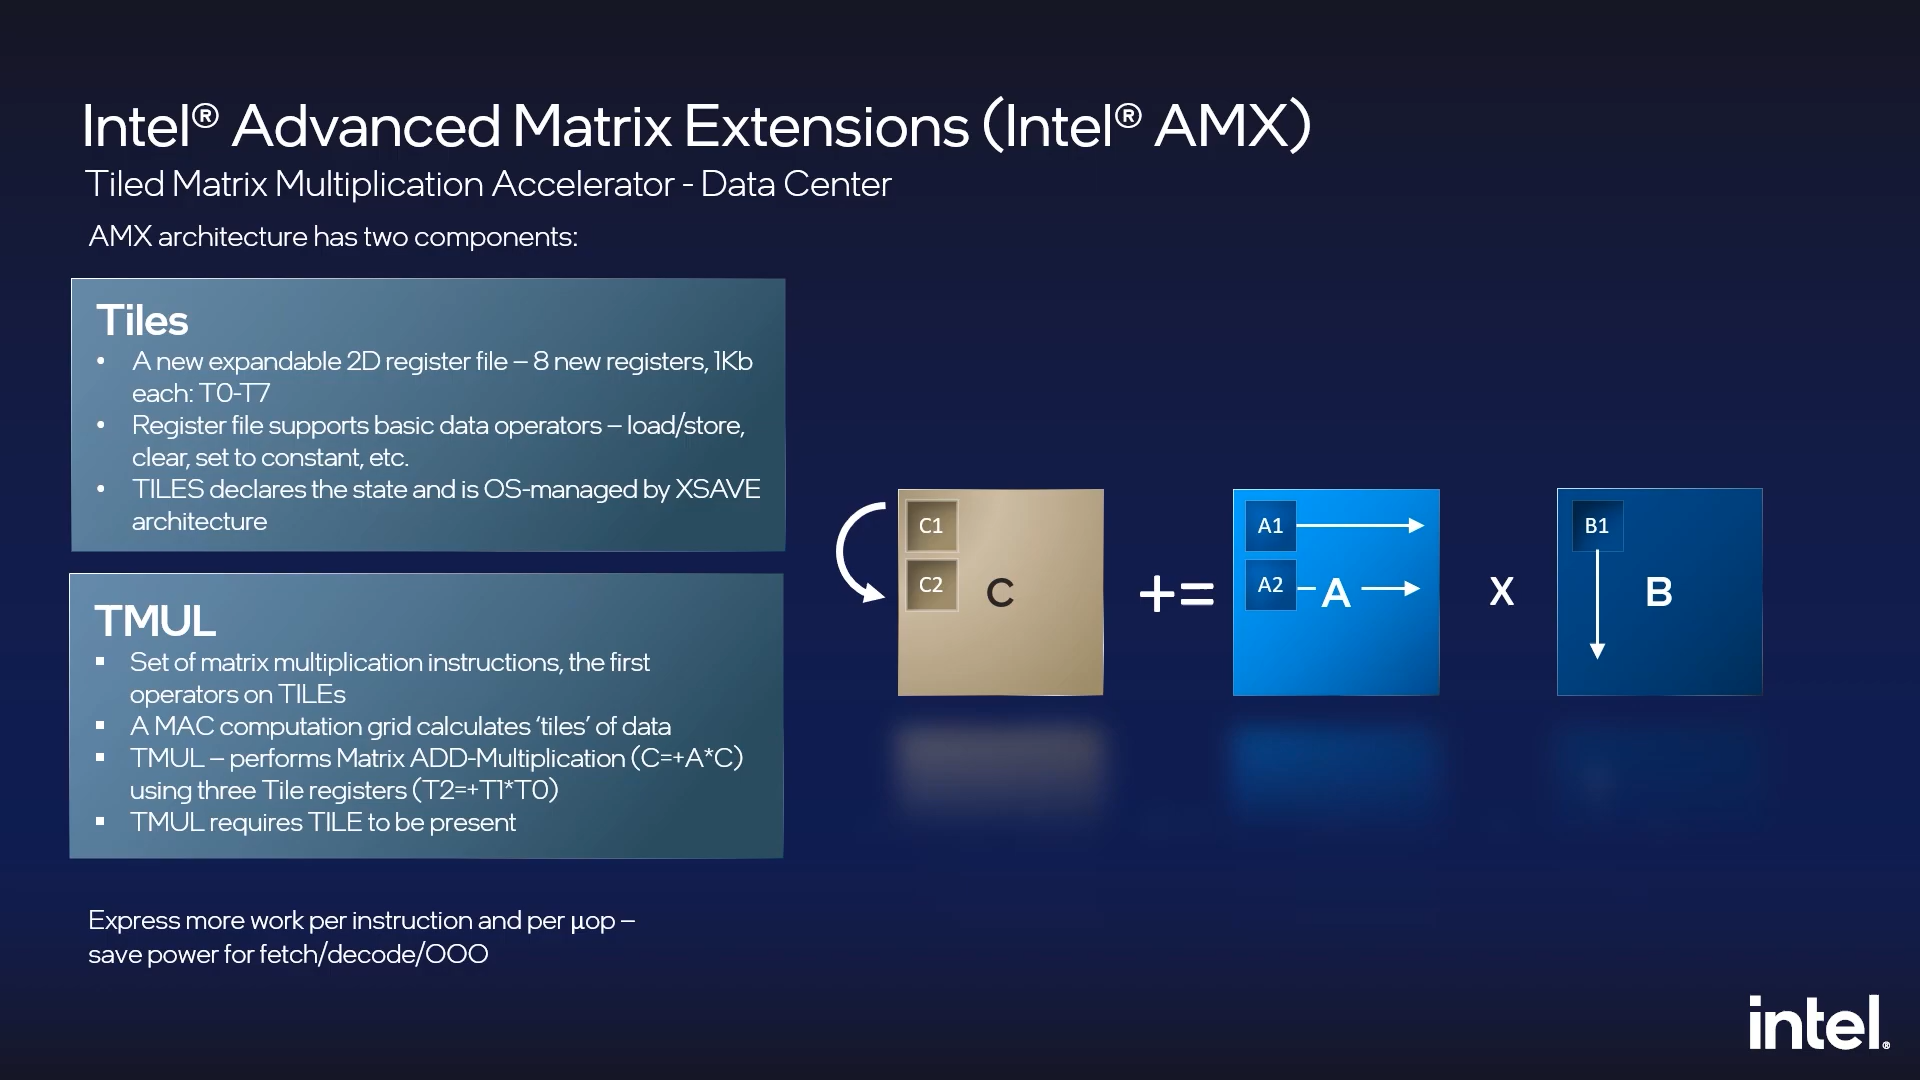 Intel® Advanced Matrix Extensions (Intel® AMX)
Tiled Matrix Multiplication Accelerator - Data Center
AMX architecture has two components:
Tiles
• A new expandable 2D register file – 8 new registers, 1Kb
each: T0-T7
• Register file supports basic data operators – load/store,
clear, set to constant, etc.
• TILES declares the state and is OS-managed by XSAVE
architecture
TMUL
▪ Set of matrix multiplication instructions, the first
operators on TILEs
▪ A MAC computation grid calculates ‘tiles’ of data
▪ TMUL – performs Matrix ADD-Multiplication (C=+A*C)
using three Tile registers (T2=+T1*T0)
▪ TMUL requires TILE to be present
Express more work per instruction and per µop –
save power for fetch/decode/OOO
C1
C2
C
+=
A1
A2
A
X
B1
B
intel®